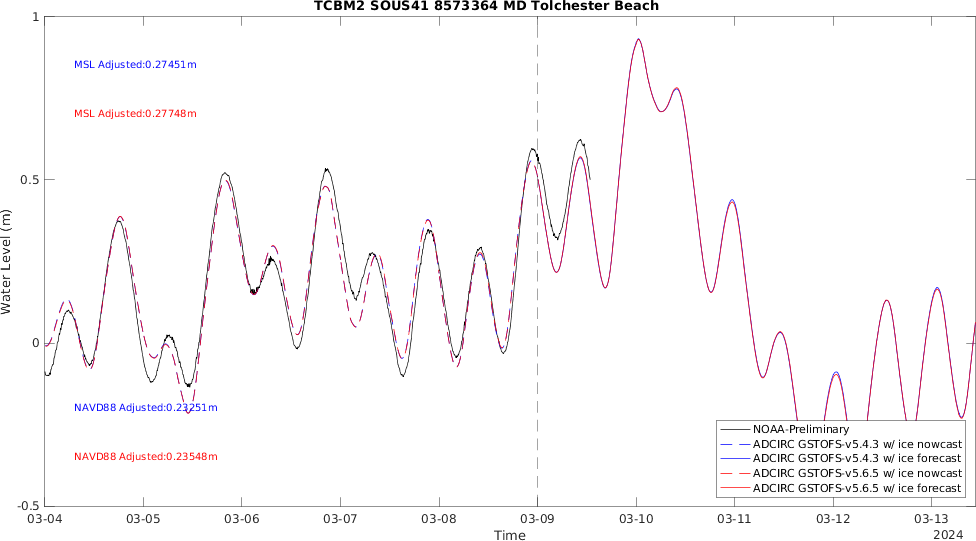 TCBM2 SOUS41 8573364 MD Tolchester Beach
1
MSL Adjusted:0.27451m
MSL Adjusted:0.27748m
0.5
Water Level (m)
0
NAVD88 Adjusted:0.23251m
NAVD88 Adjusted:0.23548m
-0.5
NOAA-Preliminary
ADCIRC GSTOFS-v5.4.3 w/ ice nowcast
ADCIRC GSTOFS-v5.4.3 w/ ice forecast
ADCIRC GSTOFS-v5.6.5 w/ ice nowcast
ADCIRC GSTOFS-v5.6.5 w/ ice forecast
03-04 03-05 03-06 03-07 03-08 03-09 03-10 03-11 03-12 03-13
Time
2024